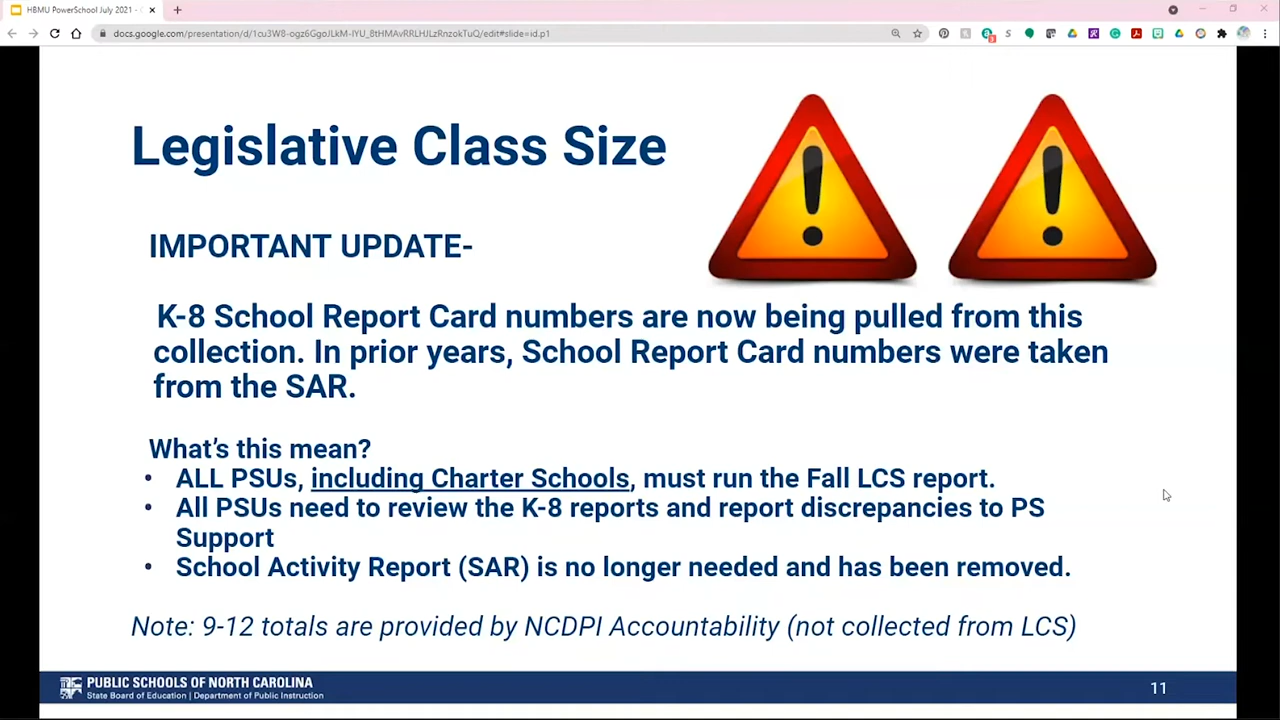 HBMU PowerSchool July 2021 -
docs.google.com/presentation/d/1cu3W8-ogz6GgoJLkM-IYU_8tHMAvRRLHJLzRnzokTuQ/edit#slide=id.p1
Legislative Class Size
IMPORTANT UPDATE-
K-8 School Report Card numbers are now being pulled from this
collection. In prior years, School Report Card numbers were taken
from the SAR.
What's this mean?
• ALL PSUs, including Charter Schools, must run the Fall LCS report.
• All PSUs need to review the K-8 reports and report discrepancies to PS
Support
• School Activity Report (SAR) is no longer needed and has been removed.
Note: 9-12 totals are provided by NCDPI Accountability (not collected from LCS)
PUBLIC SCHOOLS OF NORTH CAROLINA
State Board of Education | Department of Public Instruction
11